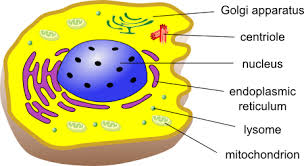 Golgi apparatus
centriole
nucleus
endoplasmic
reticulum
lysome
mitochondrion